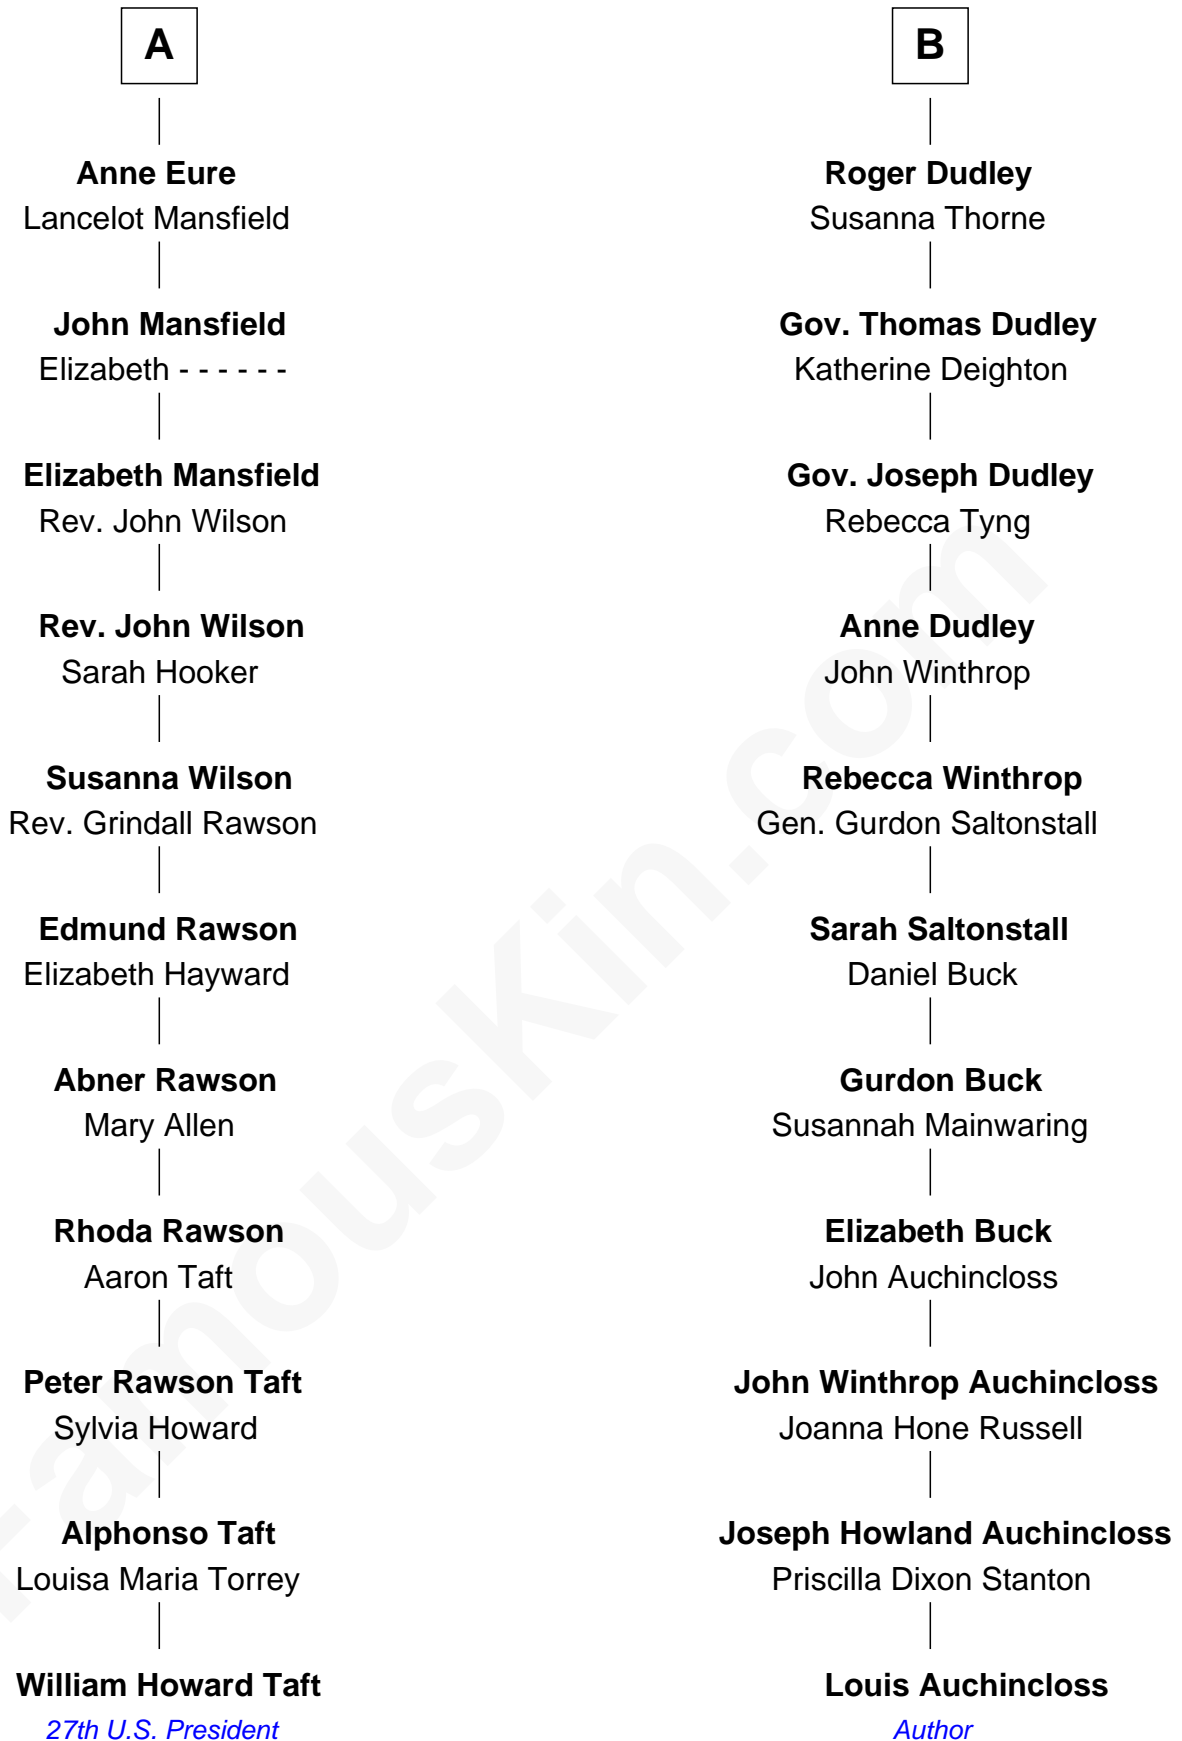 A
Anne Eure
Lancelot Mansfield
John Mansfield
Elizabeth - - - - - -
Elizabeth Mansfield
Rev. John Wilson
Rev. John Wilson
Sarah Hooker
Susanna Wilson
Rev. Grindall Rawson
Edmund Rawson
Elizabeth Hayward
Abner Rawson
Mary Allen
Rhoda Rawson
Aaron Taft
Peter Rawson Taft
Sylvia Howard
Alphonso Taft
Louisa Maria Torrey
William Howard Taft
27th U.S. President
B
Roger Dudley
Susanna Thorne
Gov. Thomas Dudley
Katherine Deighton
Gov. Joseph Dudley
Rebecca Tyng
Anne Dudley
John Winthrop
Rebecca Winthrop
Gen. Gurdon Saltonstall
Sarah Saltonstall
Daniel Buck
Gurdon Buck
Susannah Mainwaring
Elizabeth Buck
John Auchincloss
John Winthrop Auchincloss
Joanna Hone Russell
Joseph Howland Auchincloss
Priscilla Dixon Stanton
Louis Auchincloss
Author
FamousKin.com